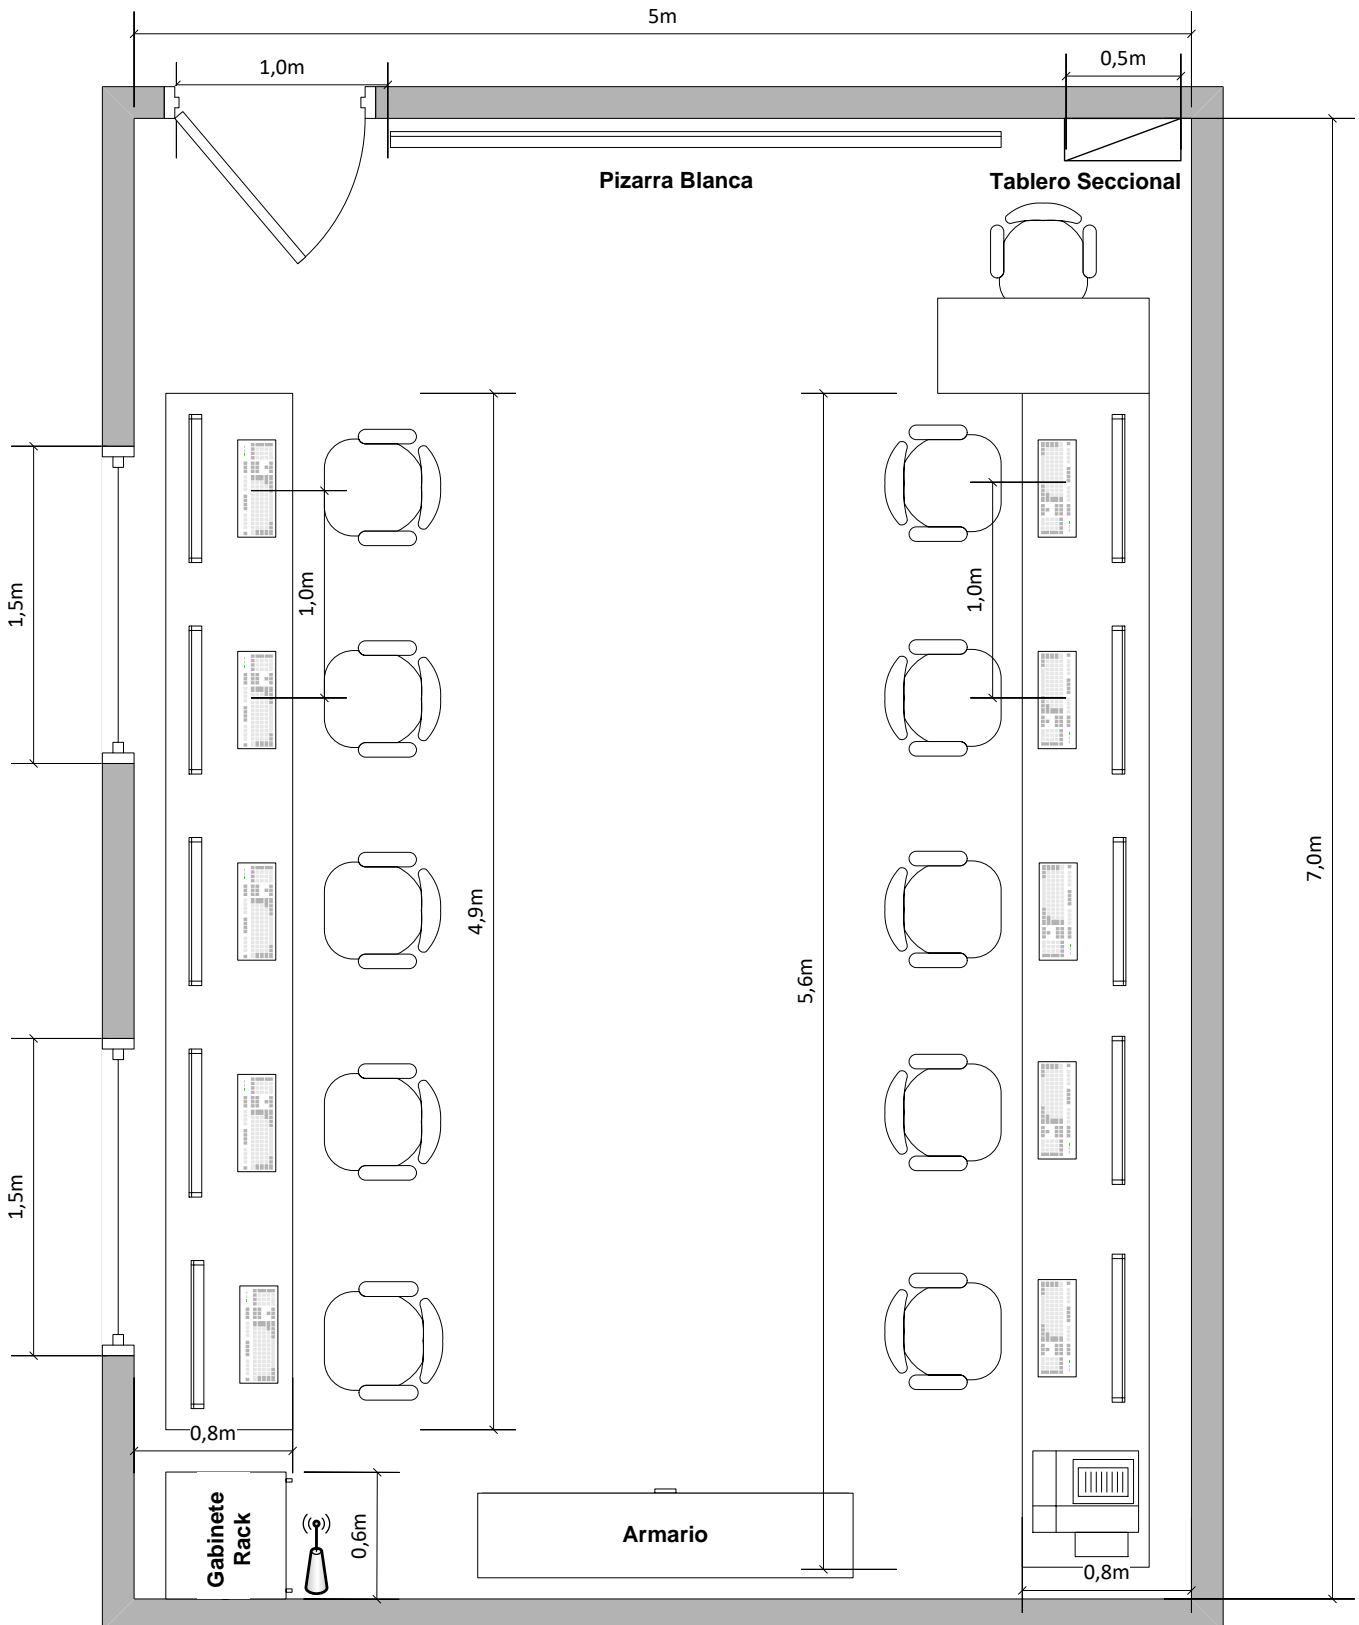 5m
1,0m
0,5m
Pizarra Blanca
Tablero Seccional
1,5m
1,0m
1,0m
7,0m
4,9m
5,6m
1,5m
0,8m
Gabinete
Rack
0,6m
Armario
0,8m